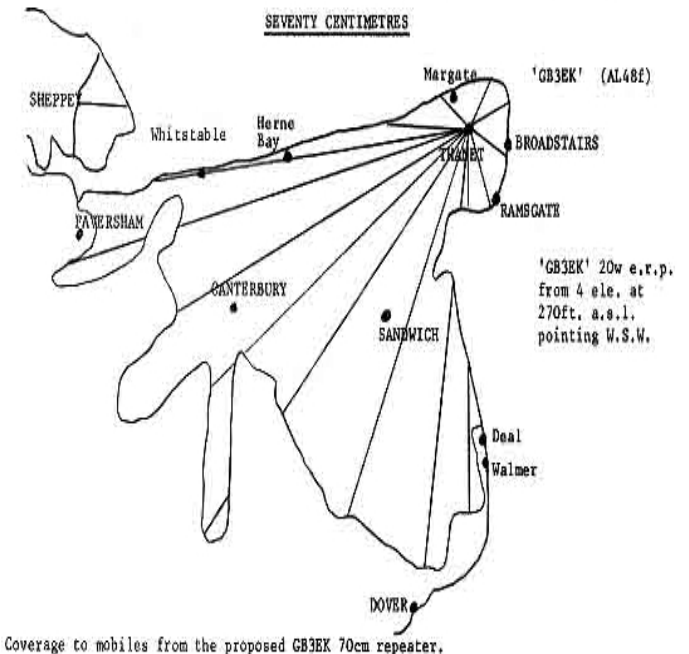 SEVENTY CENTIMETRES
'GB3EK' (AL48f)
Margate
SHEPPEY
Whitstable
Herne
Bay
THANET
BROADSTAIRS
RAMSGATE
FAVERSHAM
'GB3EK' 20w e.r.p.
from 4 ele. at
270ft. a.s.l.
pointing W.S.W.
CANTERBURY
SANDWICH
Deal
Walmer
DOVER
Coverage to mobiles from the proposed GB3EK 70cm repeater.